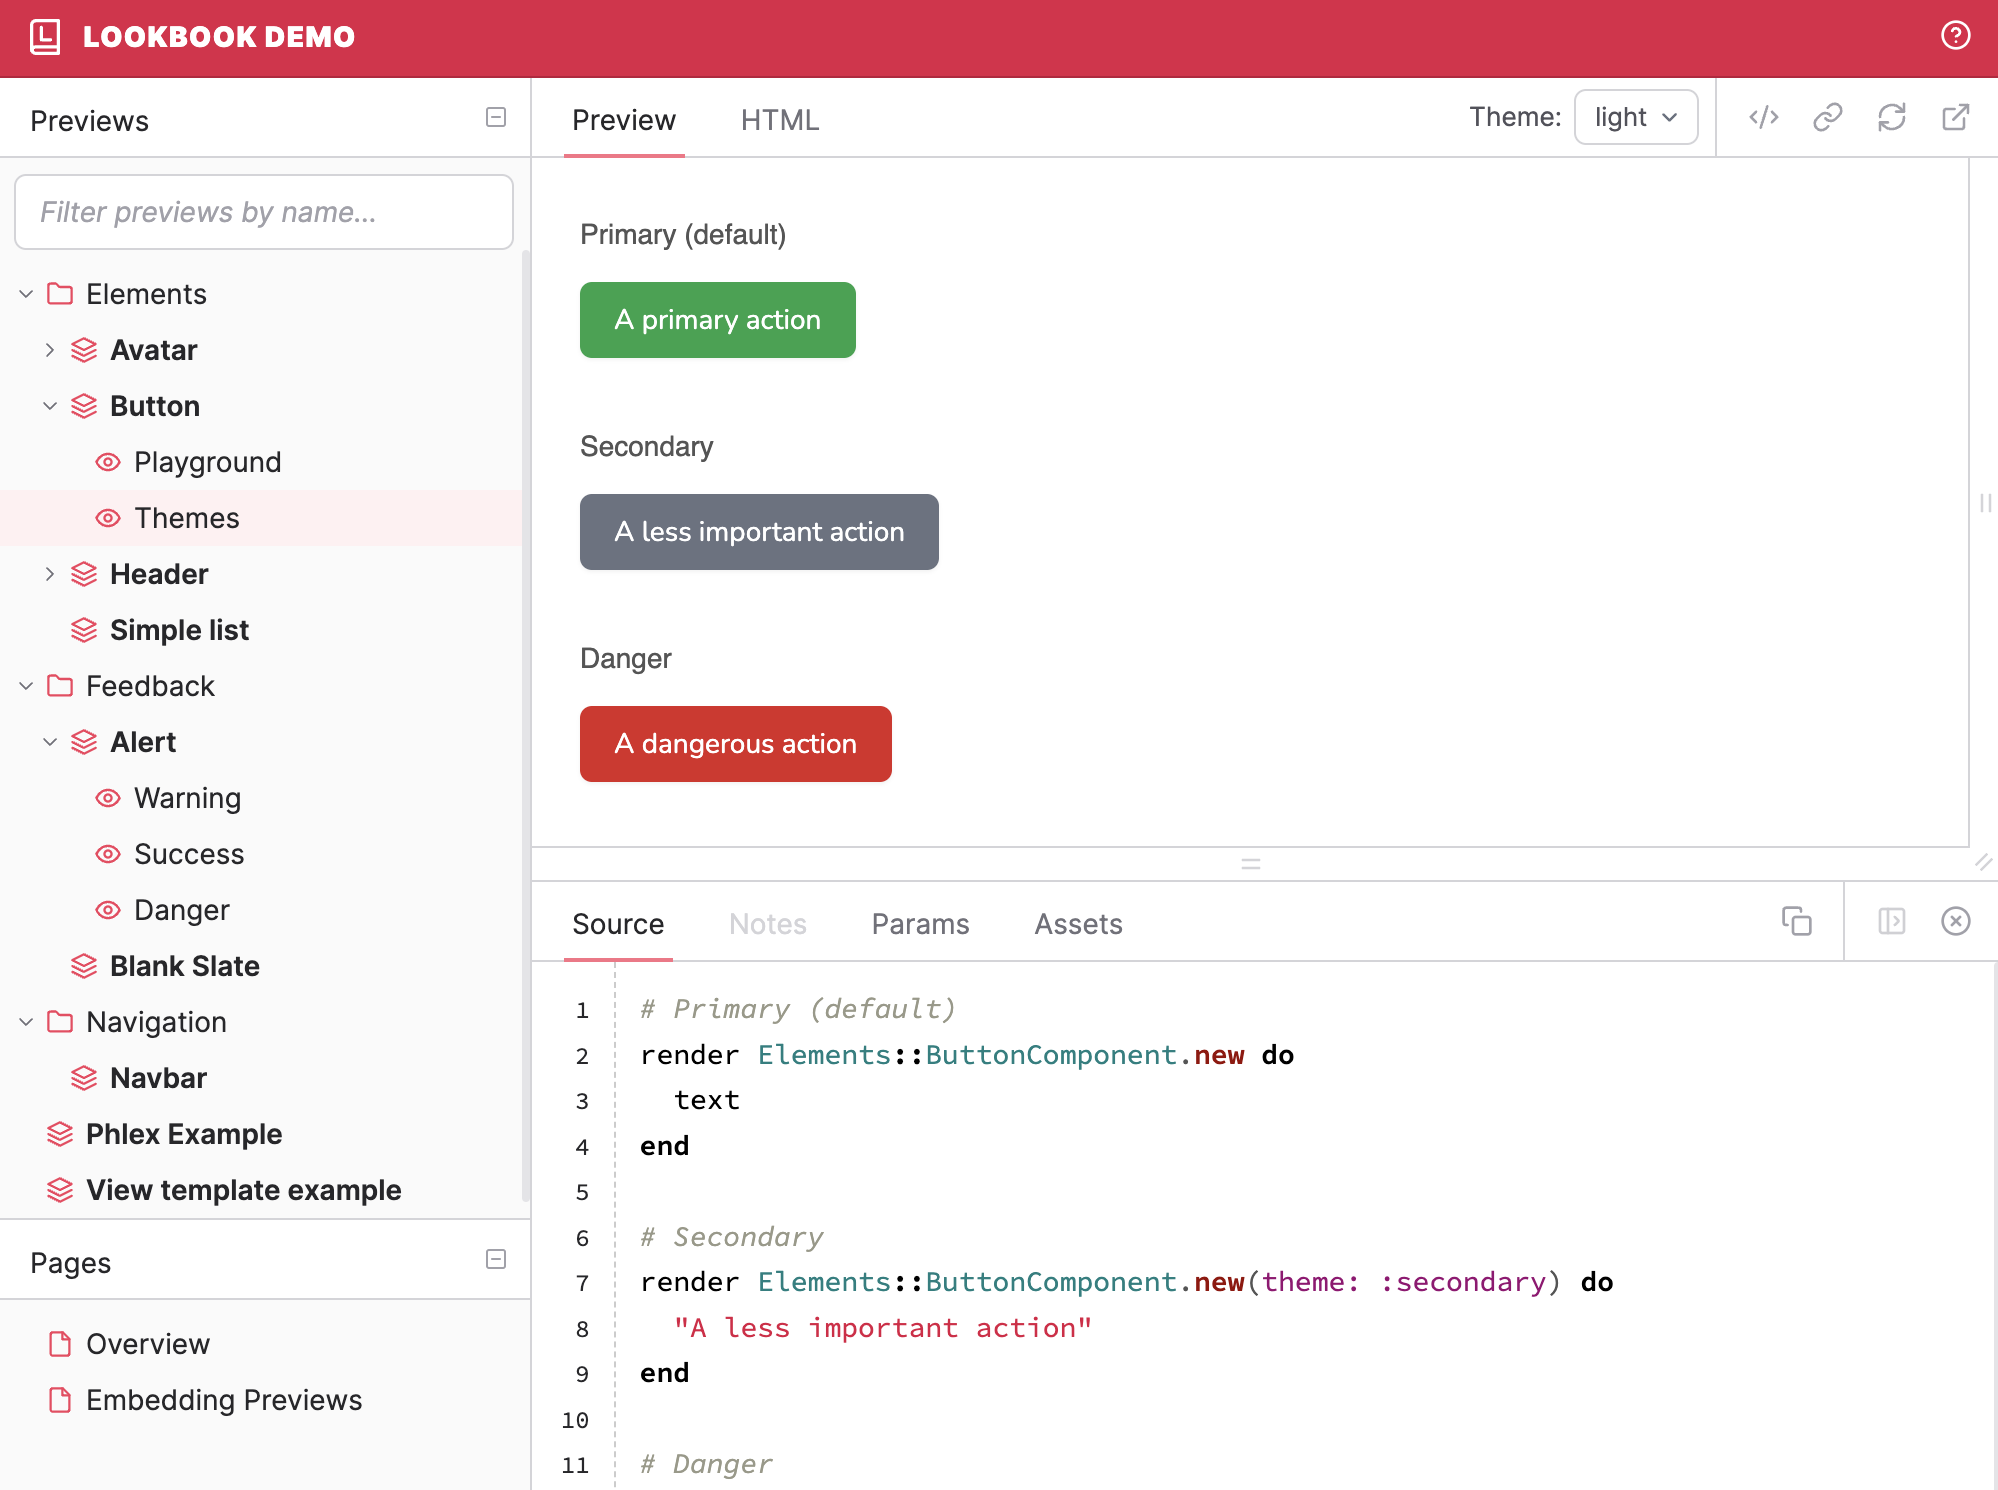 LOOKBOOK DEMO
Previews
Filter previews by name...
Elements
Avatar
Button
Playground
Themes
Header
Simple list
Feedback
Alert
Warning
Success
Danger
Blank Slate
Navigation
Navbar
Phlex Example
View template example
Pages
Overview
Embedding Previews
Preview HTML Theme: light
Primary (default)
A primary action
Secondary
A less important action
Danger
A dangerous action
Source Notes Params Assets
1 # Primary (default)
2 render Elements::ButtonComponent.new do
3   text
4 end
5
6 # Secondary
7 render Elements::ButtonComponent.new(theme: :secondary) do
8   "A less important action"
9 end
10
11 # Danger